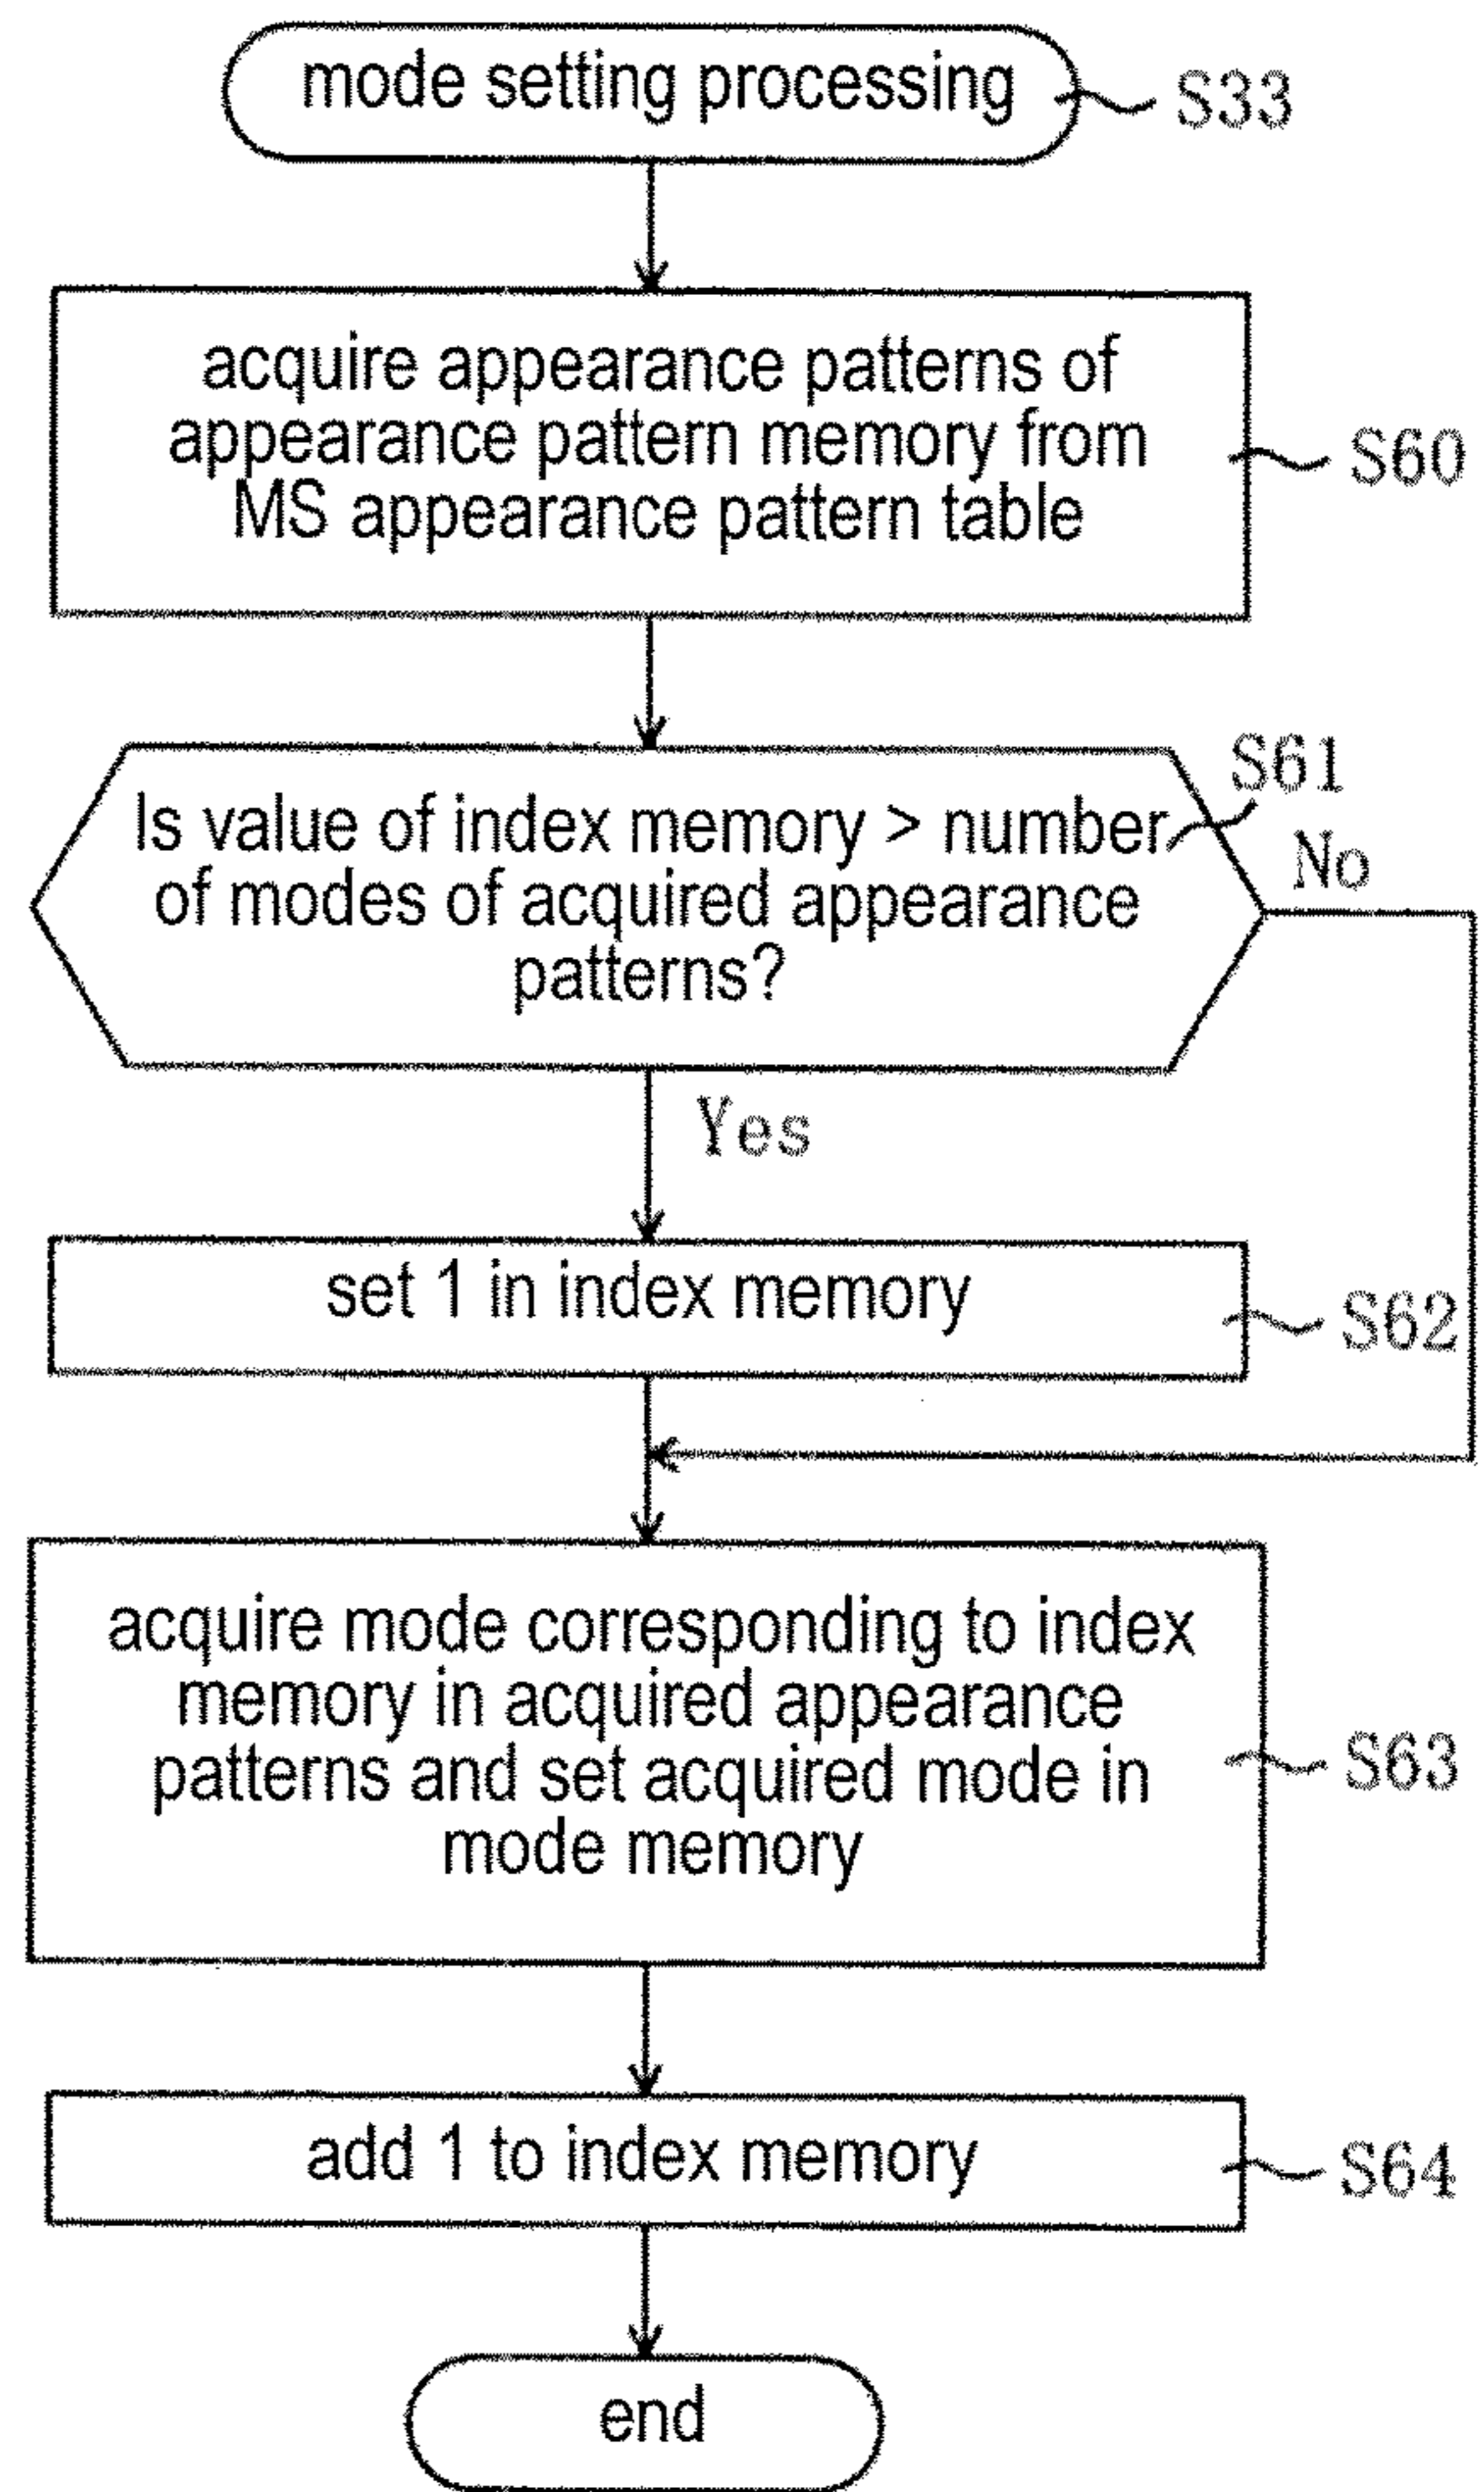 mode setting processing
S33
acquire appearance patterns of
appearance pattern memory from
MS appearance pattern table
S60
S61
Is value of index memory > number
of modes of acquired appearance
patterns?
No
Yes
set 1 in index memory
S62
acquire mode corresponding to index
memory in acquired appearance
patterns and set acquired mode in
mode memory
S63
add 1 to index memory
S64
end